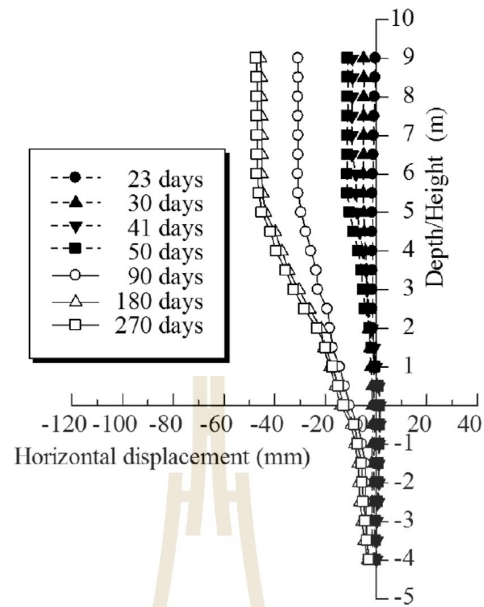 10
9
8
7
6
5
4
3
2
1
Depth/Height (m)
23 days
30 days
41 days
50 days
90 days
180 days
270 days
-120 -100 -80 -60 -40 -20 0 20 40
Horizontal displacement (mm)
-1
-2
-3
-4
-5